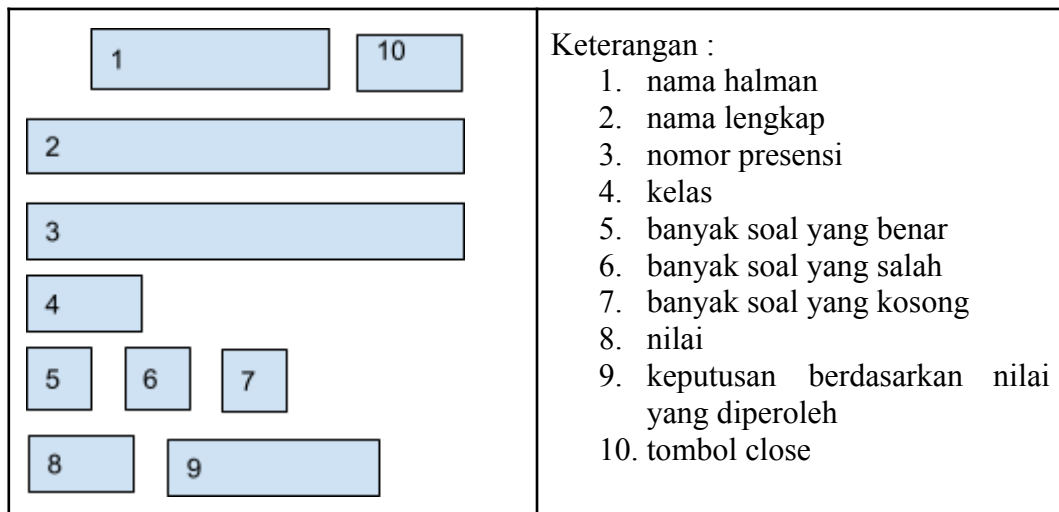 1
10
2
3
4
5 6 7
8 9
Keterangan :
1. nama halman
2. nama lengkap
3. nomor presensi
4. kelas
5. banyak soal yang benar
6. banyak soal yang salah
7. banyak soal yang kosong
8. nilai
9. keputusan berdasarkan nilai
yang diperoleh
10. tombol close